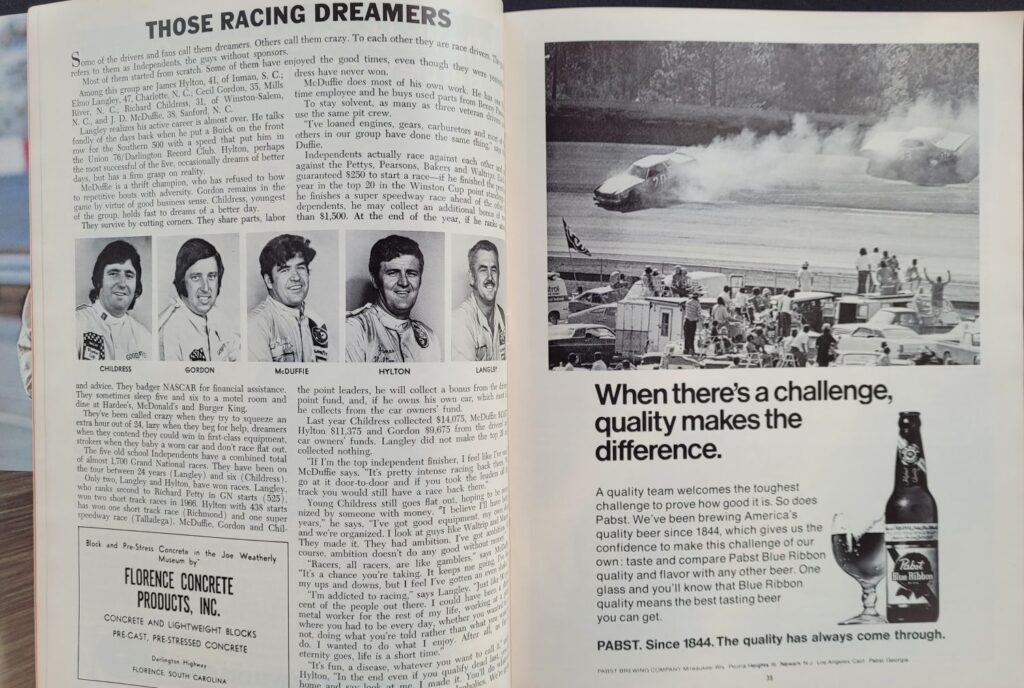 THOSE RACING DREAMERS
Some of the drivers and fans call them dreamers. Others call them crazy. To each other they are race drivers. The
refers to them as Independents, the guys without sponsors.
Most of them started from scratch. Some of them have enjoyed the good times, even though they were
Among this group are James Hylton, 41, of Inman, S. C.;
Elmo Langley, 47, Charlotte, N. C., Cecil Gordon, 35, Mills
River, N. C., Richard Childress, 31, of Winston-Salem,
N. C., and J. D. McDuffie, 38, Sanford, N. C.
Langley realizes his active career is almost over. He talks
fondly of the days back when he put a Buick on the front
row for the Southern 500 with a speed that put him in
the Union 76/Darlington Record Club. Hylton, perhaps
the most successful of the five, occasionally dreams of better
days, but has a firm grasp on reality.
McDuffie is a thrift champion, who has refused to bow
to repetitive bouts with adversity. Gordon remains in the
game by virtue of good business sense. Childress, youngest
of the group, holds fast to dreams of a better day.
They survive by cutting corners. They share parts, labor
dress have never won.
McDuffie does most of his own work. He has one
time employee and he buys used parts from Benny
To stay solvent, as many as three veteran drivers
use the same pit crew.
"I've loaned engines, gears, carburetors and most
others in our group have done the same thing," says
Duffie.
Independents actually race against each other and
against the Pettys, Pearsons, Bakers and Waltrips.
guaranteed $250 to start a race—if he finished the
year in the top 20 in the Winston Cup point
he finishes a super speedway race ahead of the other
dependents, he may collect an additional bonus of
than $1,500. At the end of the year, if he ranks
CHILDRESS
GORDON
McDUFFIE
HYLTON
LANGLEY
and advice. They badger NASCAR for financial assistance.
They sometimes sleep five and six to a motel room and
dine at Hardee's, McDonald's and Burger King.
They've been called crazy when they try to squeeze an
extra hour out of 24, lazy when they beg for help, dreamers
when they contend they could win in first-class equipment,
strokers when they baby a worn car and don't race flat out.
The five old school Independents have a combined total
of almost 1,700 Grand National races. They have been on
the tour between 24 years (Langley) and six (Childress).
Only two, Langley and Hylton, have won races. Langley,
who ranks second to Richard Petty in GN starts (525),
won two short track races in 1966. Hylton with 438 starts
has won one short track race (Richmond) and one super
speedway race (Talladega). McDuffie, Gordon and Chil-
Block and Pre-Stress Concrete in the Joe Weatherly
Museum by"
FLORENCE CONCRETE
PRODUCTS, INC.
CONCRETE AND LIGHTWEIGHT BLOCKS
PRE-CAST, PRE-STRESSED CONCRETE
Darlington Highway
FLORENCE, SOUTH CAROLINA
the point leaders, he will collect a bonus from the
point fund, and, if he owns his own car, which most
he collects from the car owners' fund.
Last year Childress collected $14,075, McDuffie
Hylton $11,375 and Gordon $9,675 from the
car owners' funds. Langley did not make the top
collected nothing.
"If I'm the top independent finisher, I feel like I've
McDuffie says. "It's pretty intense racing back
go at it door-to-door and if you took the leaders
track you would still have a race back there."
Young Childress still goes flat out, hoping to be
nized by someone with money. "I believe I'll
years," he says. "I've got good equipment, my own
and we're organized. I look at guys like Waltrip and
They made it. They had ambition. I've got ambition
course, ambition doesn't do any good without money."
"Racers, all racers, are like gamblers," says
"It's a chance you're taking. It keeps me going. I've
my ups and downs, but I feel I've gotten an even
"I'm addicted to racing," says Langley. "Just like
cent of the people out there. I could have been a
metal worker for the rest of my life, working at
where you had to be every day, whether you wanted
not, doing what you're told rather than what you
do. I wanted to do what I enjoy. After all, in
eternity goes, life is a short time."
"It's fun, a disease, whatever you want to call it,"
Hylton, "In the end even if you qualify dead last, you
home and say look at me, I made it. You'll do
When there's a challenge,
quality makes the
difference.
A quality team welcomes the toughest
challenge to prove how good it is. So does
Pabst. We've been brewing America's
quality beer since 1844, which gives us the
confidence to make this challenge of our
own: taste and compare Pabst Blue Ribbon
quality and flavor with any other beer. One
glass and you'll know that Blue Ribbon
quality means the best tasting beer
you can get.
Pabst
Blue Ribbon
PABST. Since 1844. The quality has always come through.
PABST BREWING COMPANY Milwaukee, Wis. Peoria Heights, Ill. Newark, N.J. Los Angeles, Calif. Pabst, Georgia